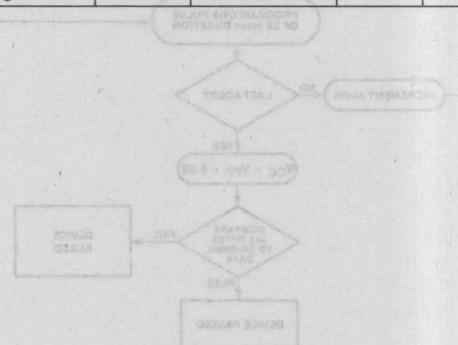 PROGRAM ONE PULSE
OF 12 msec DURATION
LAST ADDR?
NO
INCREMENT ADDR
YES
VCC = VPP = 5.0V
COMPARE
ALL BYTES
TO ORIGINAL
DATA
FAIL
DEVICE
FAILED
PASS
DEVICE PASSED